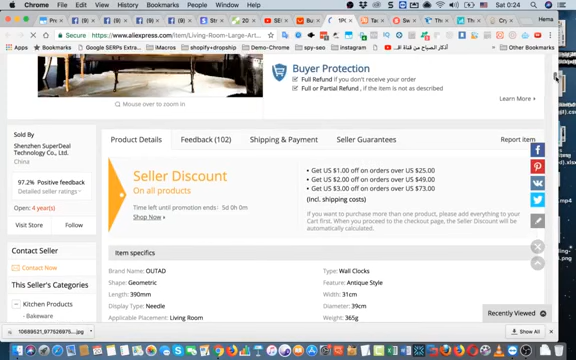 Chrome File Edit View History Bookmarks People Window Help
Sat 0:24
Hema
Secure https://www.aliexpress.com/item/Living-Room-Large-Art...
Apps Bookmarks Google SERPs iMacros shopify+dropship Demo-Chrome spy-seo instagram أذكار الصباح من قناة اف... Other Bookmarks
Mouse over to zoom in
Buyer Protection
Full Refund if you don't receive your order
Full or Partial Refund , if the item is not as described
Learn More
Sold By
Shenzhen SuperDeal
Technology Co., Ltd.
China
97.2% Positive feedback
Detailed seller ratings
Open: 4 year(s)
Visit Store Follow
Contact Seller
Contact Now
This Seller's Categories
Kitchen Products
Bakeware
Product Details Feedback (102) Shipping & Payment Seller Guarantees Report item
Seller Discount
On all products
Time left until promotion ends: 5d 0h 0m
Shop Now
• Get US $1.00 off on orders over US $25.00
• Get US $2.00 off on orders over US $49.00
• Get US $3.00 off on orders over US $73.00
(Incl. shipping costs)
If you want to purchase more than one product, please add everything to your
Cart first. When you proceed to the checkout page, the Seller Discount will be
automatically calculated.
Item specifics
Brand Name: OUTAD Type: Wall Clocks
Shape: Geometric Feature: Antique Style
Length: 390mm Width: 31cm
Display Type: Needle Diameter: 39cm
Applicable Placement: Living Room Weight: 365g
Recently Viewed
Show All